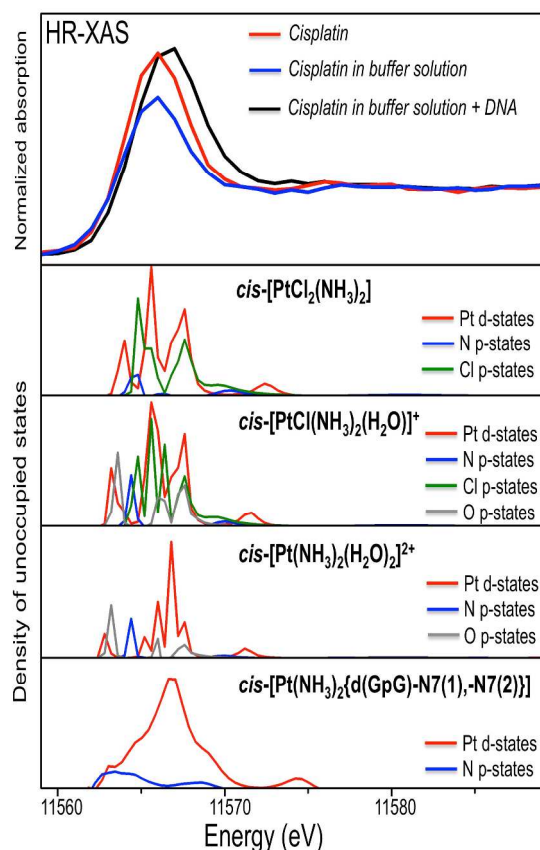 HR-XAS
Cisplatin
Cisplatin in buffer solution
Cisplatin in buffer solution + DNA
Normalized absorption
cis-[PtCl₂(NH₃)₂]
Pt d-states
N p-states
Cl p-states
cis-[PtCl(NH₃)₂(H₂O)]⁺
Pt d-states
N p-states
Cl p-states
O p-states
cis-[Pt(NH₃)₂(H₂O)₂]²⁺
Pt d-states
N p-states
O p-states
cis-[Pt(NH₃)₂{d(GpG)-N7(1),-N7(2)}]
Pt d-states
N p-states
Density of unoccupied states
11560 11570 11580
Energy (eV)